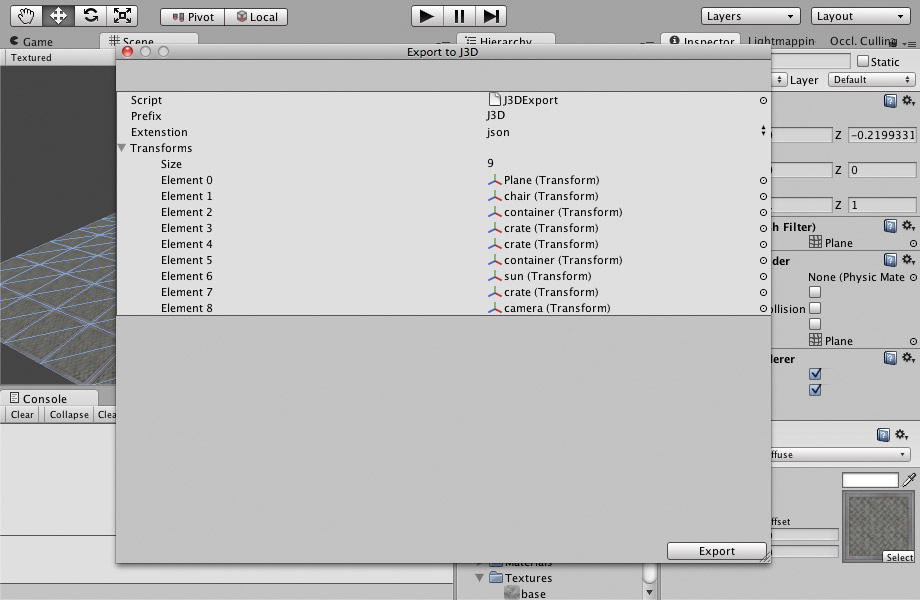 Pivot Local Layers Layout
Game Scene Hierarchy Inspector Lightmappin Occl. Culling
Textured
Export to J3D
Static
Layer Default
Script J3DExport
Prefix J3D
Extenstion json
Transforms
Size 9
Element 0 Plane (Transform)
Element 1 chair (Transform)
Element 2 container (Transform)
Element 3 crate (Transform)
Element 4 crate (Transform)
Element 5 container (Transform)
Element 6 sun (Transform)
Element 7 crate (Transform)
Element 8 camera (Transform)
Z -0.2199331
Z 0
Z 1
h Filter)
Plane
der
None (Physic Mate
ollision
Plane
lerer
Console
Clear Collapse Clea
ffuse
ffset
Select
Export
Materials
Textures
base